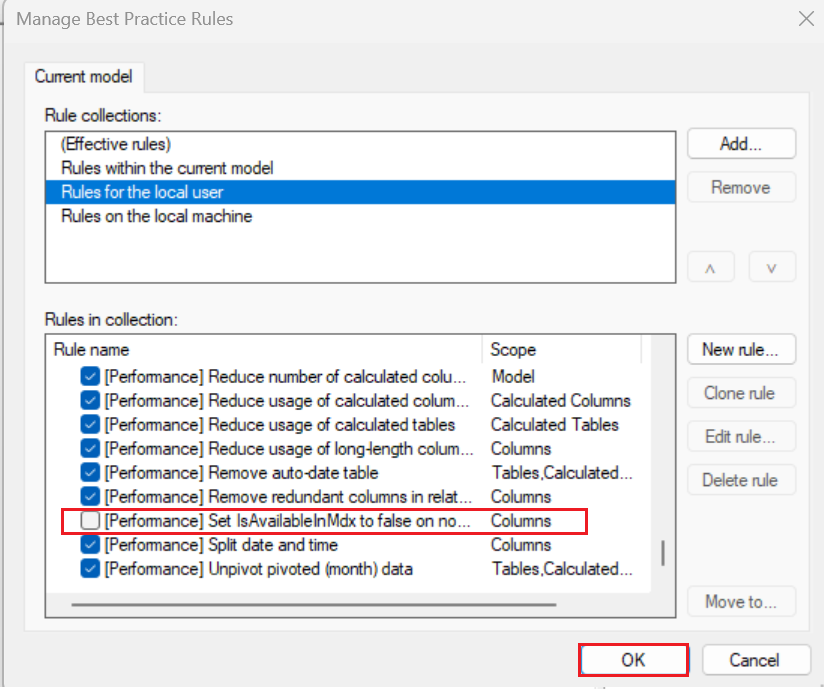 Manage Best Practice Rules
Current model
Rule collections:
(Effective rules)
Rules within the current model
Rules for the local user
Rules on the local machine
Add...
Remove
Rules in collection:
Rule name Scope
[Performance] Reduce number of calculated colu... Model
[Performance] Reduce usage of calculated colum... Calculated Columns
[Performance] Reduce usage of calculated tables Calculated Tables
[Performance] Reduce usage of long-length colum... Columns
[Performance] Remove auto-date table Tables,Calculated...
[Performance] Remove redundant columns in relat... Columns
[Performance] Set IsAvailableInMdx to false on no... Columns
[Performance] Split date and time Columns
[Performance] Unpivot pivoted (month) data Tables,Calculated...
New rule...
Clone rule
Edit rule...
Delete rule
Move to...
OK Cancel